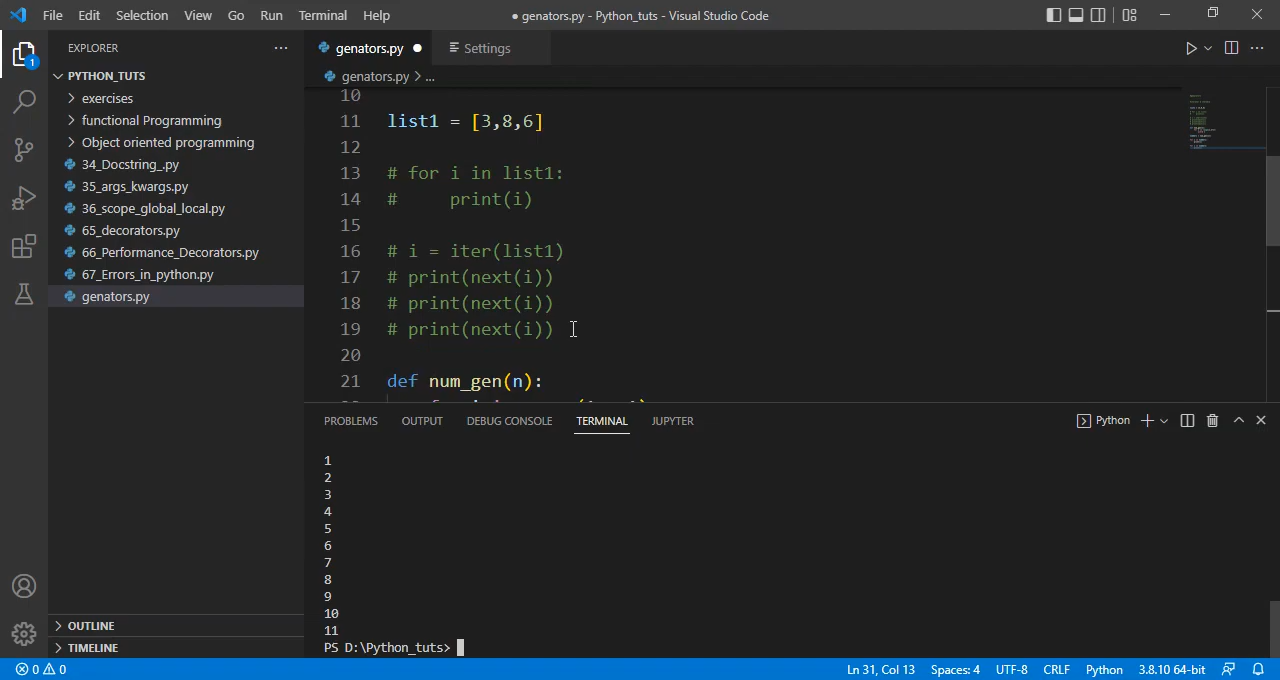 File Edit Selection View Go Run Terminal Help
● genators.py - Python_tuts - Visual Studio Code
EXPLORER
genators.py ●
Settings
genators.py > ...
1
PYTHON_TUTS
exercises
functional Programming
Object oriented programming
34_Docstring_.py
35_args_kwargs.py
36_scope_global_local.py
65_decorators.py
66_Performance_Decorators.py
67_Errors_in_python.py
genators.py
OUTLINE
TIMELINE
10
11 list1 = [3,8,6]
12
13 # for i in list1:
14 #     print(i)
15
16 # i = iter(list1)
17 # print(next(i))
18 # print(next(i))
19 # print(next(i))
20
21 def num_gen(n):
PROBLEMS OUTPUT DEBUG CONSOLE TERMINAL JUPYTER
Python
1
2
3
4
5
6
7
8
9
10
11
PS D:\Python_tuts>
0 0 Ln 31, Col 13 Spaces: 4 UTF-8 CRLF Python 3.8.10 64-bit